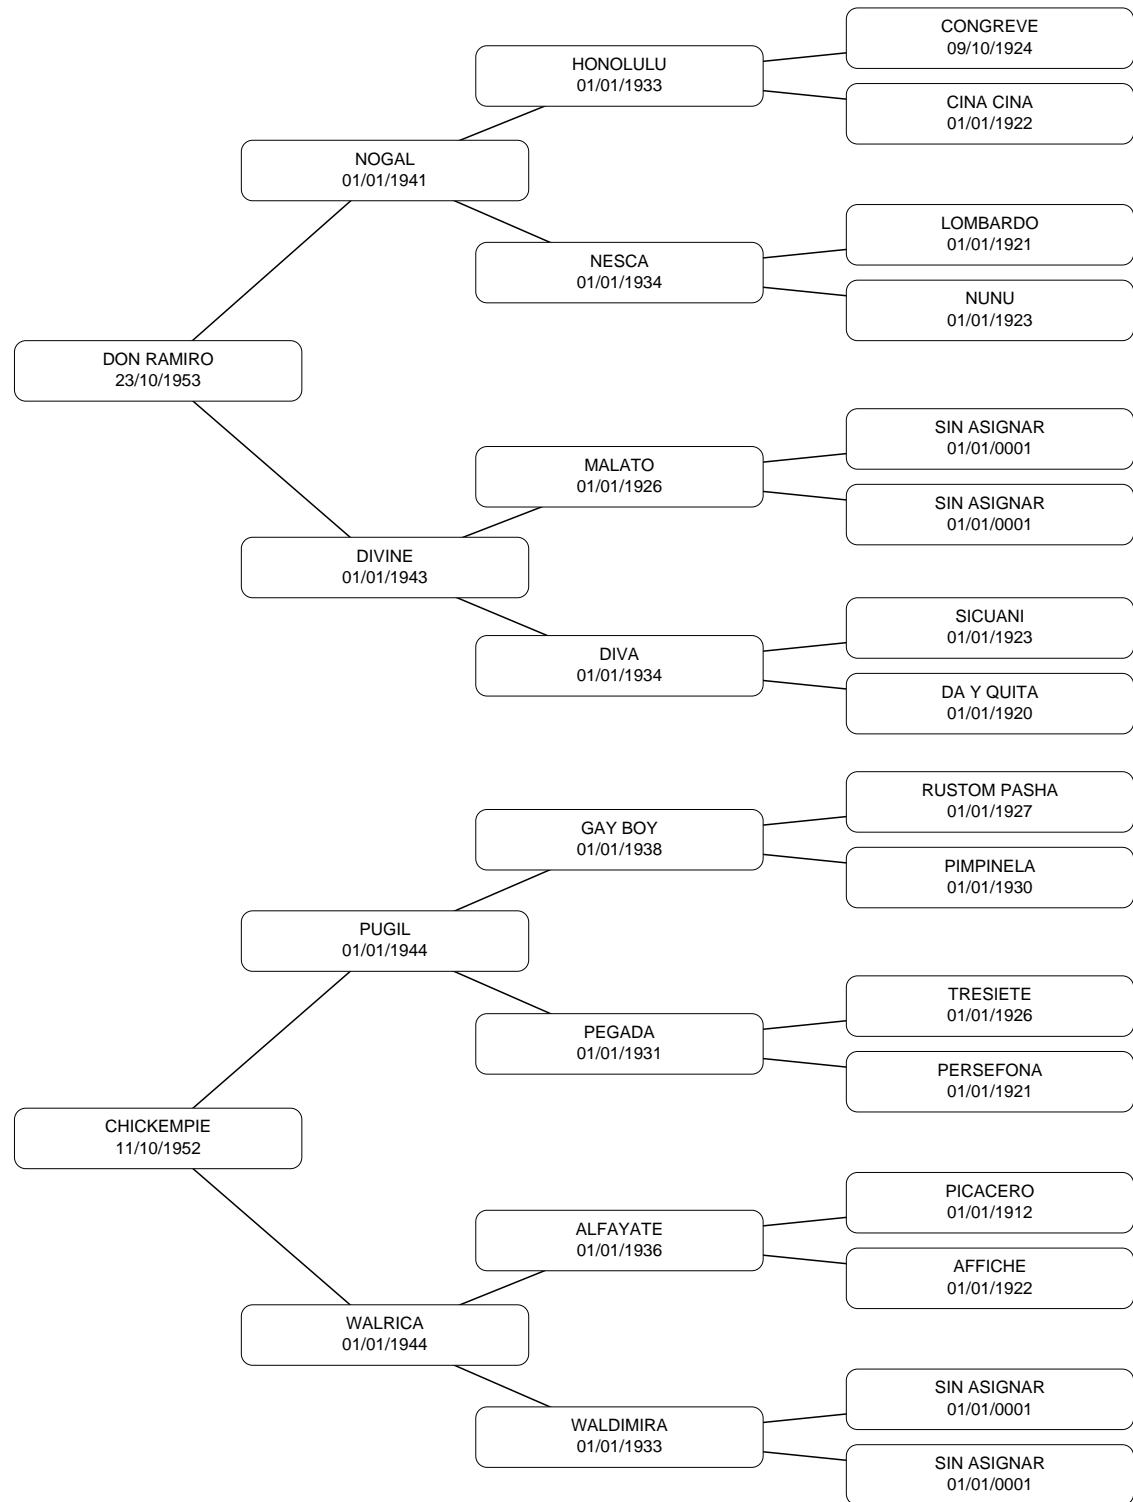 CONGREVE
09/10/1924
HONOLULU
01/01/1933
CINA CINA
01/01/1922
NOGAL
01/01/1941
LOMBARDO
01/01/1921
NESCA
01/01/1934
NUNU
01/01/1923
DON RAMIRO
23/10/1953
SIN ASIGNAR
01/01/0001
MALATO
01/01/1926
SIN ASIGNAR
01/01/0001
DIVINE
01/01/1943
SICUANI
01/01/1923
DIVA
01/01/1934
DA Y QUITA
01/01/1920
RUSTOM PASHA
01/01/1927
GAY BOY
01/01/1938
PIMPINELA
01/01/1930
PUGIL
01/01/1944
TRESIETE
01/01/1926
PEGADA
01/01/1931
PERSEFONA
01/01/1921
CHICKEMPIE
11/10/1952
PICACERO
01/01/1912
ALFAYATE
01/01/1936
AFFICHE
01/01/1922
WALRICA
01/01/1944
SIN ASIGNAR
01/01/0001
WALDIMIRA
01/01/1933
SIN ASIGNAR
01/01/0001